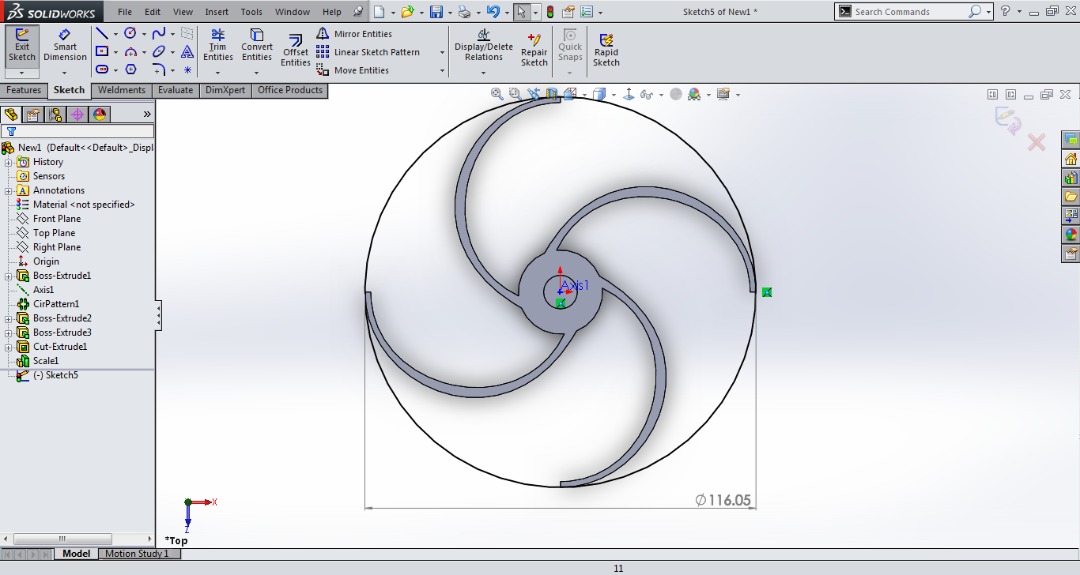 SOLIDWORKS File Edit View Insert Tools Window Help Sketch5 of New1 * Search Commands
Exit Sketch
Smart Dimension
Trim Entities
Convert Entities
Offset Entities
Mirror Entities
Linear Sketch Pattern
Move Entities
Display/Delete Relations
Repair Sketch
Quick Snaps
Rapid Sketch
Features Sketch Weldments Evaluate DimXpert Office Products
New1 (Default<<Default>_Displ
History
Sensors
Annotations
Material <not specified>
Front Plane
Top Plane
Right Plane
Origin
Boss-Extrude1
Axis1
CirPattern1
Boss-Extrude2
Boss-Extrude3
Cut-Extrude1
Scale1
(-) Sketch5
Axis1
Ø116.05
X
Z
*Top
Model Motion Study 1
11